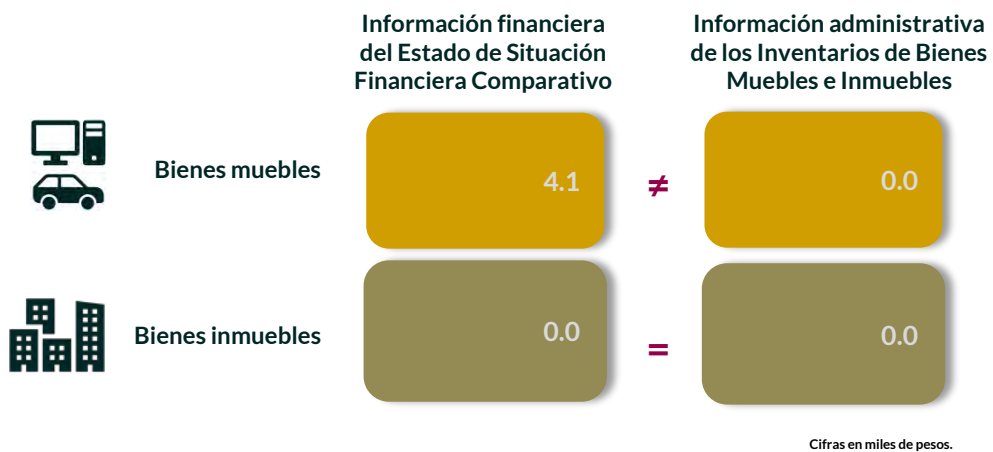 Información financiera
del Estado de Situación
Financiera Comparativo
Información administrativa
de los Inventarios de Bienes
Muebles e Inmuebles
Bienes muebles
4.1
≠
0.0
Bienes inmuebles
0.0
=
0.0
Cifras en miles de pesos.